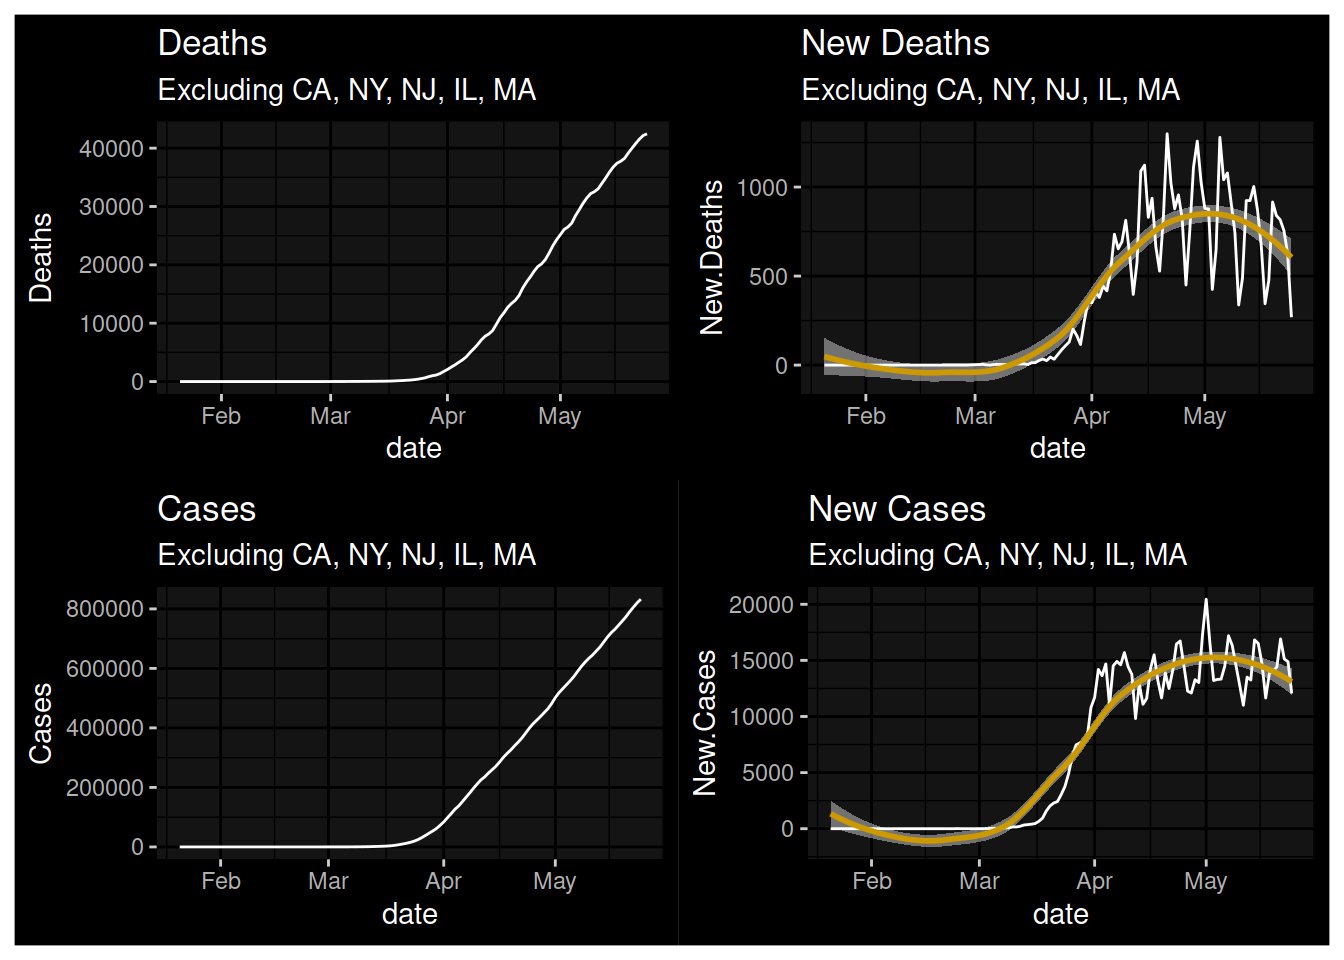 Deaths
Excluding CA, NY, NJ, IL, MA
40000
30000
20000
10000
0
Deaths
Feb Mar Apr May
date
New Deaths
Excluding CA, NY, NJ, IL, MA
1000
500
0
New.Deaths
Feb Mar Apr May
date
Cases
Excluding CA, NY, NJ, IL, MA
800000
600000
400000
200000
0
Cases
Feb Mar Apr May
date
New Cases
Excluding CA, NY, NJ, IL, MA
20000
15000
10000
5000
0
New.Cases
Feb Mar Apr May
date